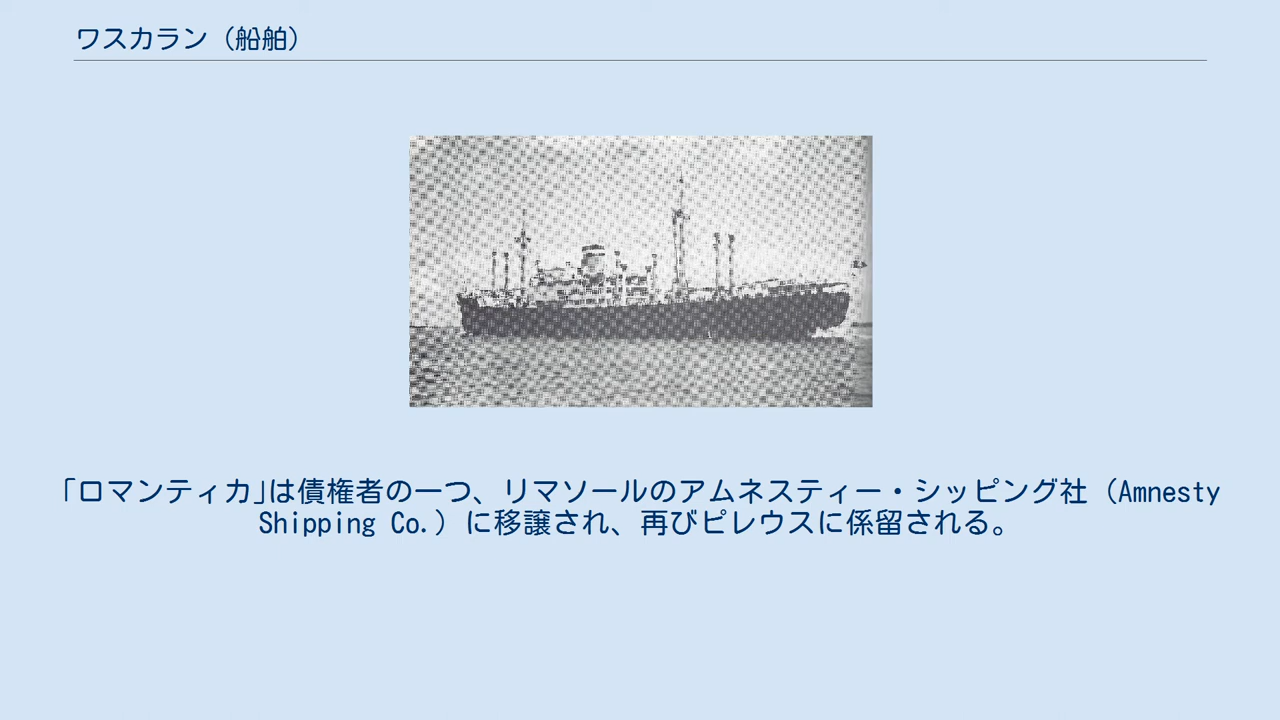 ワスカラン（船舶）
｢ロマンティカ｣は債権者の一つ、リマソールのアムネスティー・シッピング社（Amnesty
Shipping Co.）に移譲され、再びピレウスに係留される。